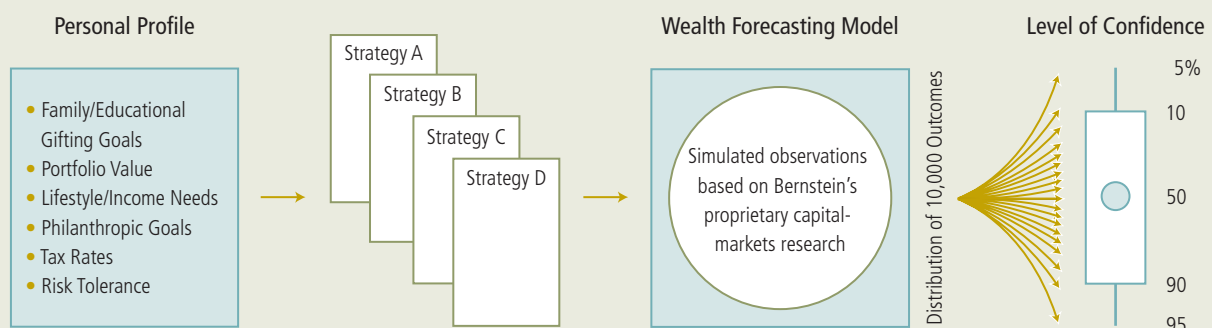 Personal Profile
• Family/Educational
Gifting Goals
• Portfolio Value
• Lifestyle/Income Needs
• Philanthropic Goals
• Tax Rates
• Risk Tolerance
Strategy A
Strategy B
Strategy C
Strategy D
Wealth Forecasting Model
Simulated observations
based on Bernstein’s
proprietary capital-
markets research
Distribution of 10,000 Outcomes
Level of Confidence
5%
10
50
90
95